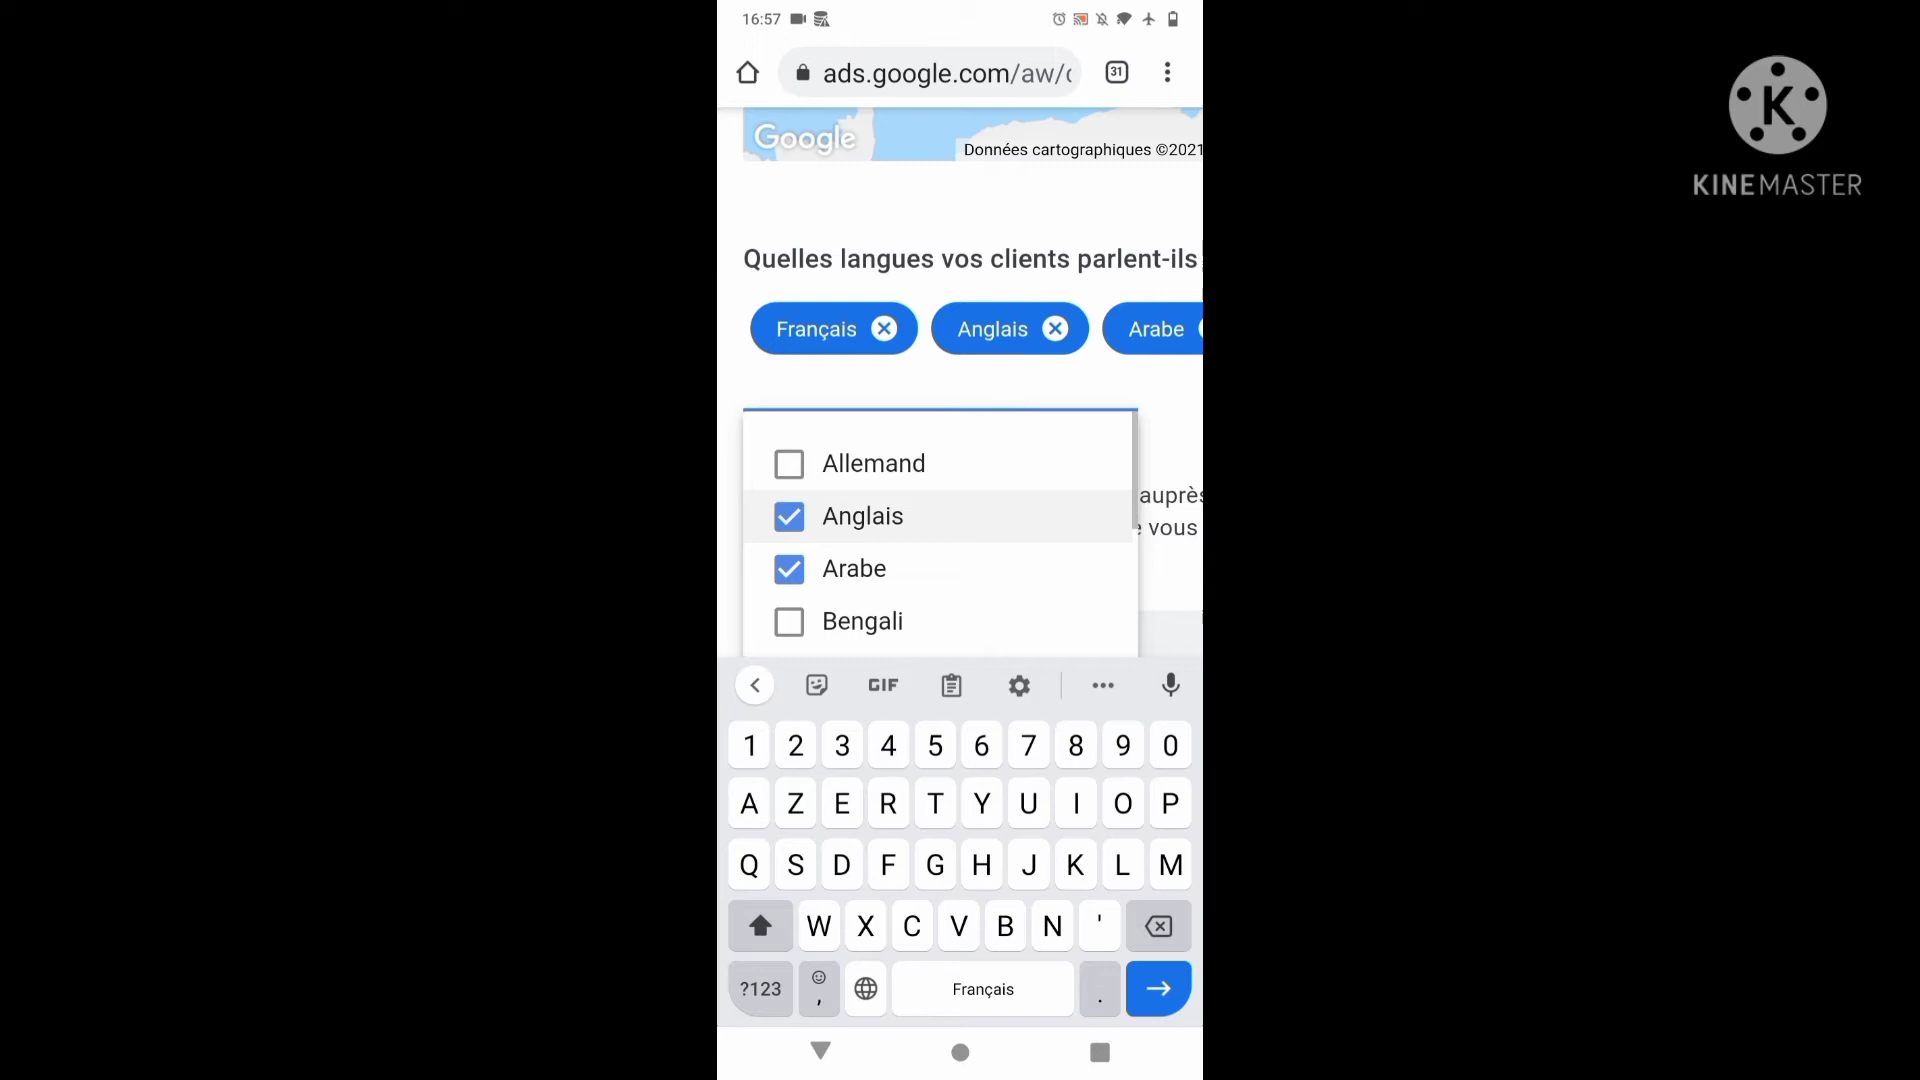 16:57
ads.google.com/aw/c
31
KINEMASTER
Google
Données cartographiques ©2021
Quelles langues vos clients parlent-ils
Français
Anglais
Arabe
Allemand
Anglais
auprès
e vous
Arabe
Bengali
GIF
1 2 3 4 5 6 7 8 9 0
A Z E R T Y U I O P
Q S D F G H J K L M
W X C V B N '
?123 , Français .